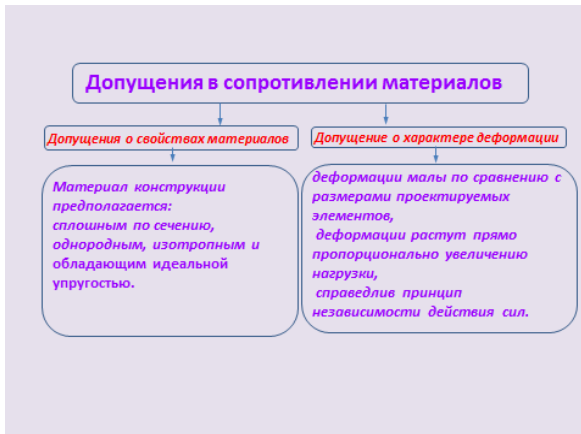 Допущения в сопротивлении материалов
Допущения о свойствах материалов
Материал конструкции
предполагается:
сплошным по сечению,
однородным, изотропным и
обладающим идеальной
упругостью.
Допущение о характере деформации
деформации малы по сравнению с
размерами проектируемых
элементов,
деформации растут прямо
пропорционально увеличению
нагрузки,
справедлив принцип
независимости действия сил.